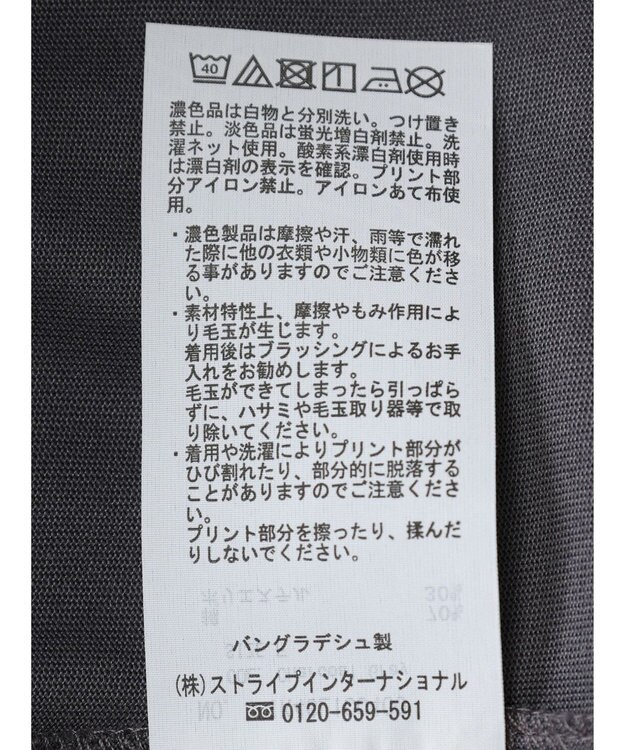 40
濃色品は白物と分別洗い。つけ置き
禁止。淡色品は蛍光増白剤禁止。洗
濯ネット使用。酸素系漂白剤使用時
は漂白剤の表示を確認。プリント部
分アイロン禁止。アイロンあて布使
用。
・濃色製品は摩擦や汗、雨等で濡れ
た際に他の衣類や小物類に色が移
る事がありますのでご注意くださ
い。
・素材特性上、摩擦やもみ作用によ
り毛玉が生じます。
着用後はブラッシングによるお手
入れをお勧めします。
毛玉ができてしまったら引っぱら
ずに、ハサミや毛玉取り器等で取
り除いてください。
・着用や洗濯によりプリント部分が
ひび割れたり、部分的に脱落する
ことがありますのでご注意くださ
い。
プリント部分を擦ったり、揉んだ
りしないでください。
ポリエステル 30%
綿 70%
バングラデシュ製
(株)ストライプインターナショナル
0120-659-591